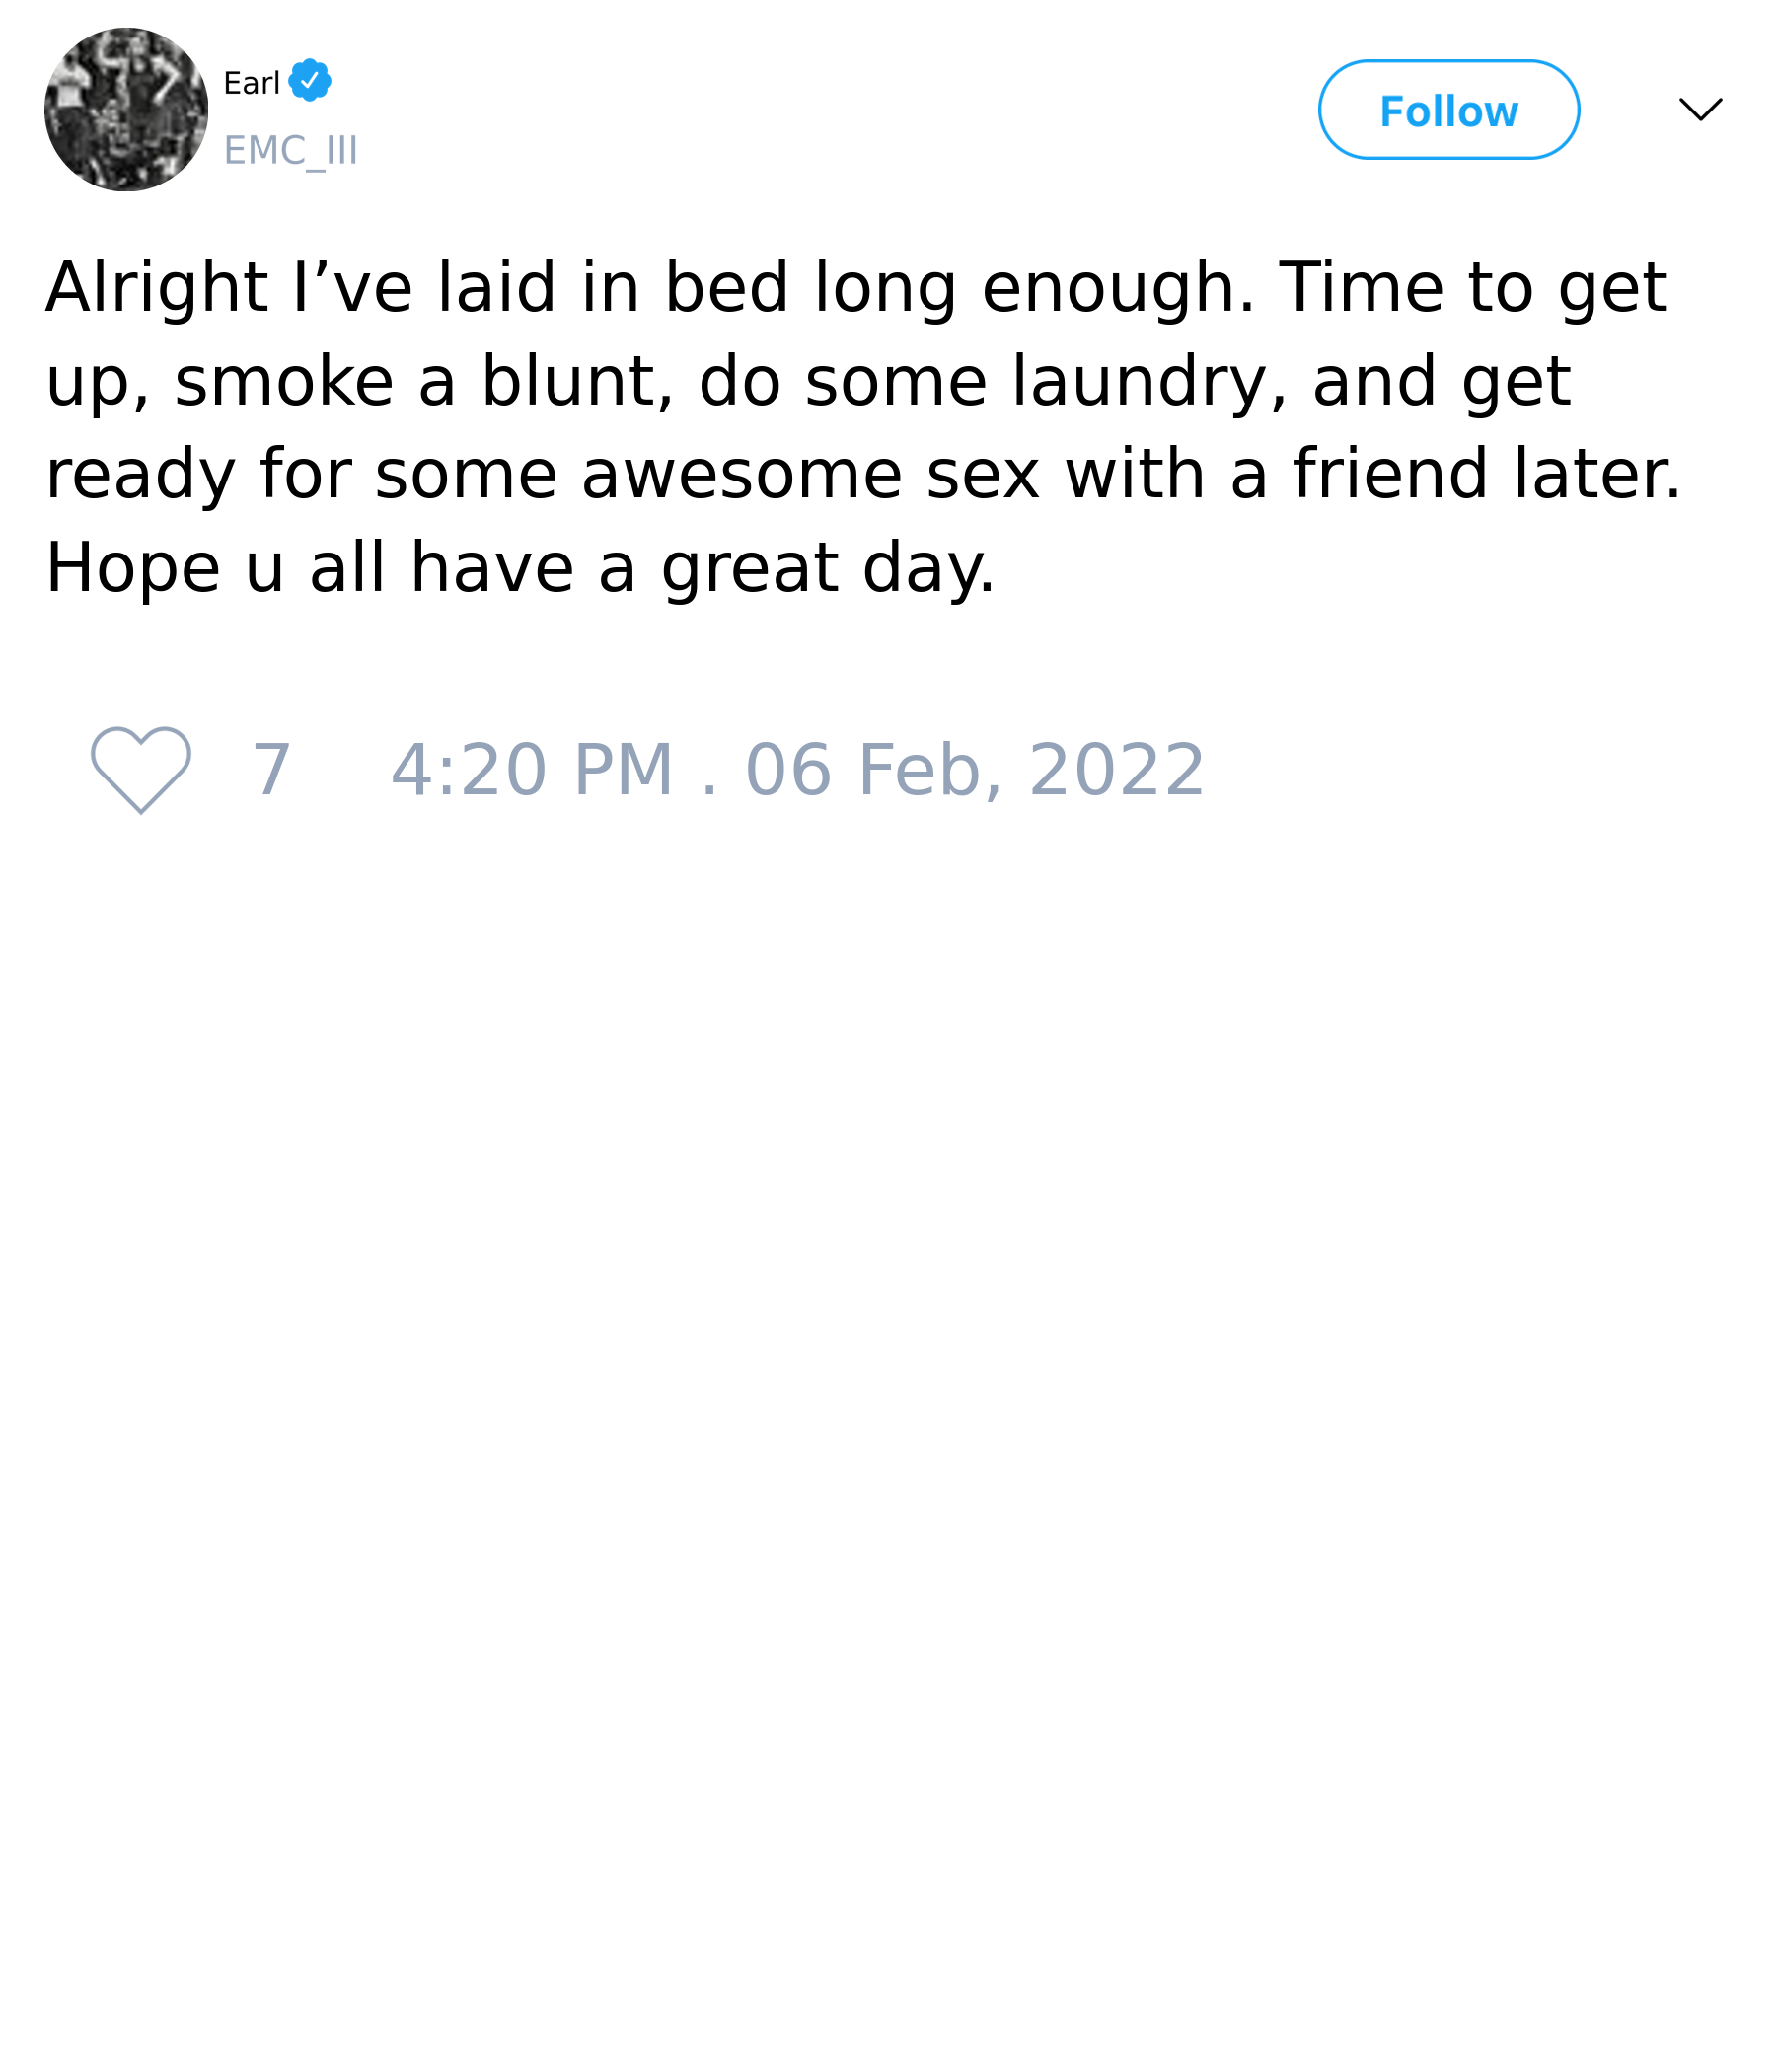 Earl
EMC_III
Follow
Alright I’ve laid in bed long enough. Time to get
up, smoke a blunt, do some laundry, and get
ready for some awesome sex with a friend later.
Hope u all have a great day.
7 4:20 PM . 06 Feb, 2022